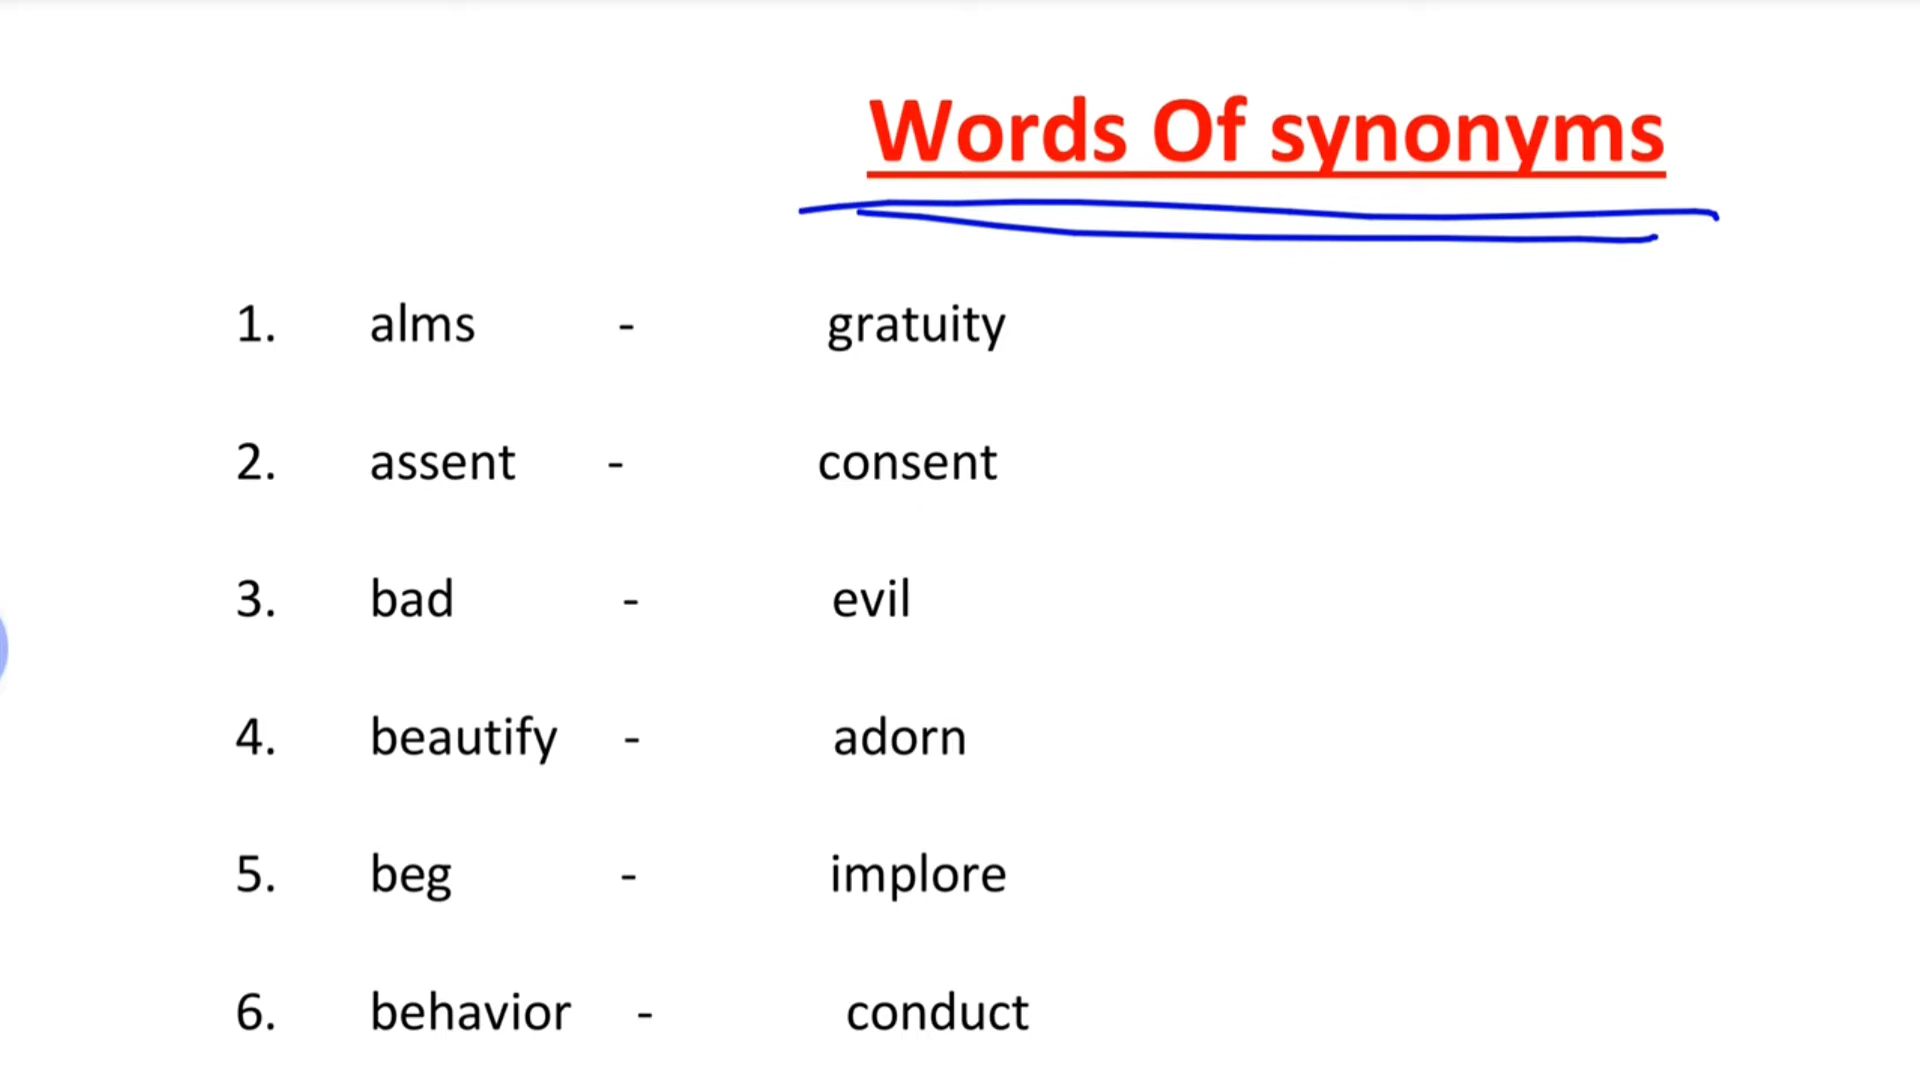 Words Of synonyms
1. alms - gratuity
2. assent - consent
3. bad - evil
4. beautify - adorn
5. beg - implore
6. behavior - conduct